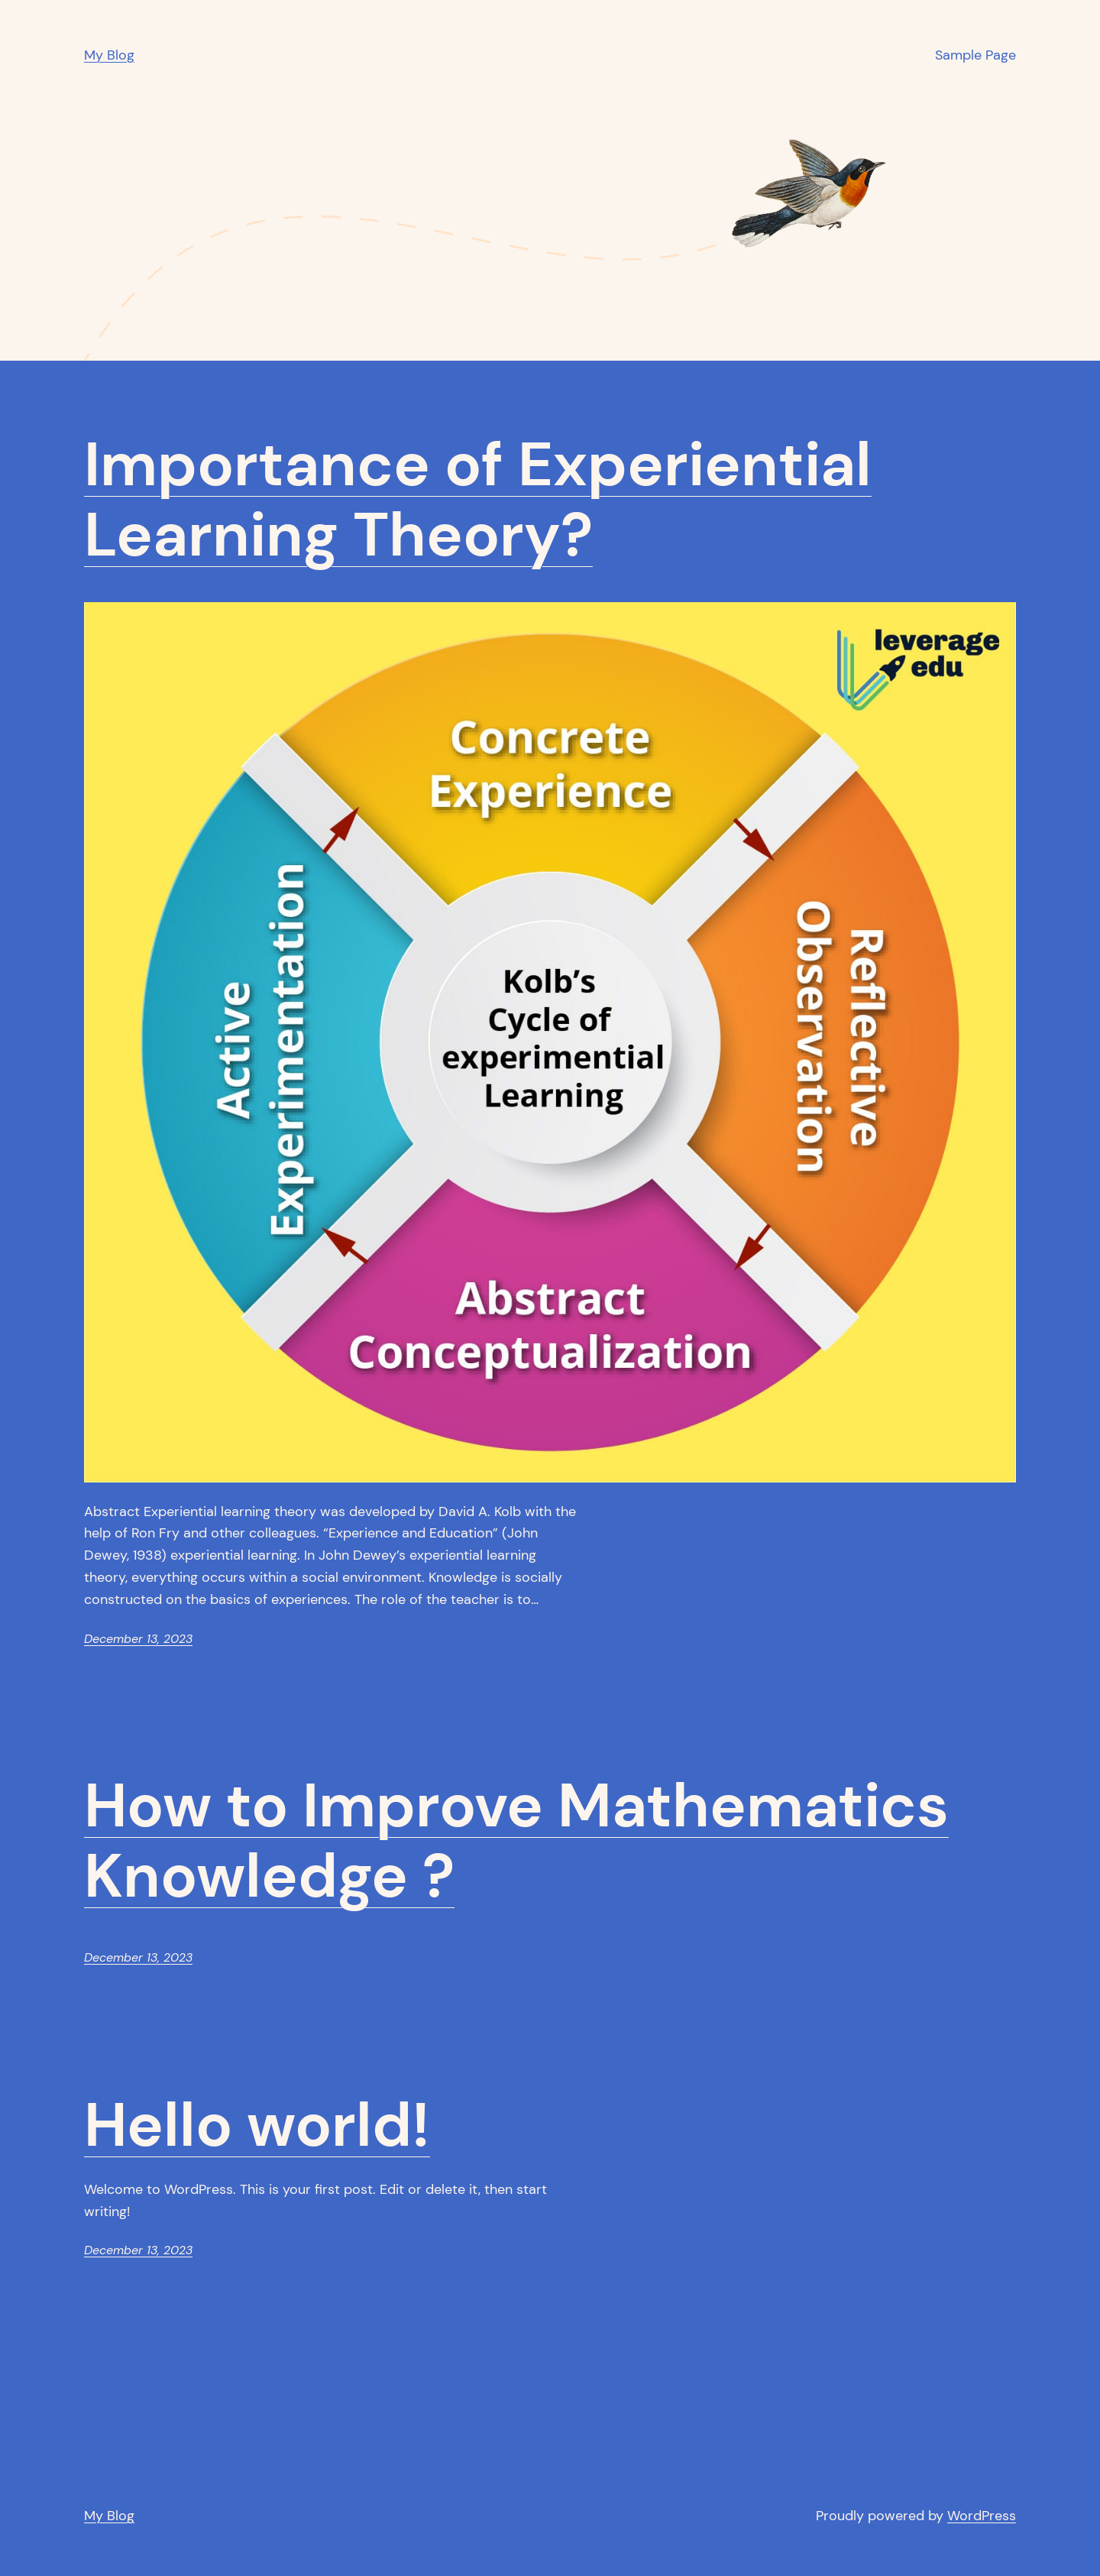 My Blog
Sample Page
Importance of Experiential
Learning Theory?
leverage
edu
Concrete
Experience
Active
Experimentation
Kolb’s
Cycle of
experimential
Learning
Reflective
Observation
Abstract
Conceptualization
Abstract Experiential learning theory was developed by David A. Kolb with the
help of Ron Fry and other colleagues. “Experience and Education” (John
Dewey, 1938) experiential learning. In John Dewey’s experiential learning
theory, everything occurs within a social environment. Knowledge is socially
constructed on the basics of experiences. The role of the teacher is to…
December 13, 2023
How to Improve Mathematics
Knowledge ?
December 13, 2023
Hello world!
Welcome to WordPress. This is your first post. Edit or delete it, then start
writing!
December 13, 2023
My Blog
Proudly powered by WordPress